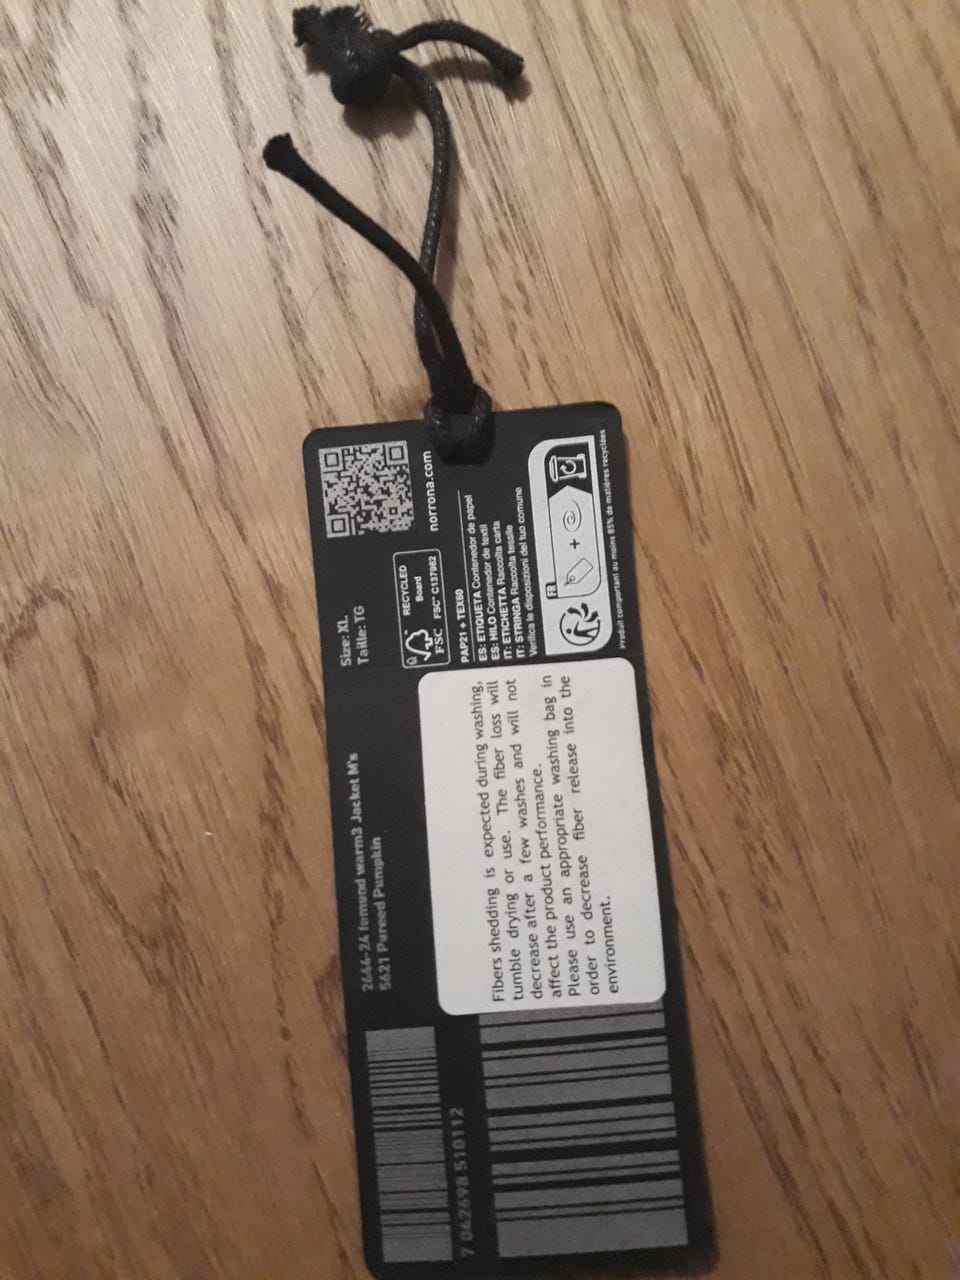 2644-24 femund warm3 Jacket M's
5621 Pureed Pumpkin
Size: XL
Taille: TG
norrona.com
FSC
RECYCLED
Board
FSC™ C137982
PAP21 + TEX60
ES: ETIQUETA Contenedor de papel
ES: HILO Contenedor de textil
IT: ETICHETTA Raccolta carta
IT: STRINGA Raccolta tessile
Verifica le disposizioni del tuo comune
FR
+
Produit comportant au moins 85% de matières recyclées
7 042698 510112
Fibers shedding is expected during washing,
tumble drying or use. The fiber loss will
decrease after a few washes and will not
affect the product performance.
Please use an appropriate washing bag in
order to decrease fiber release into the
environment.